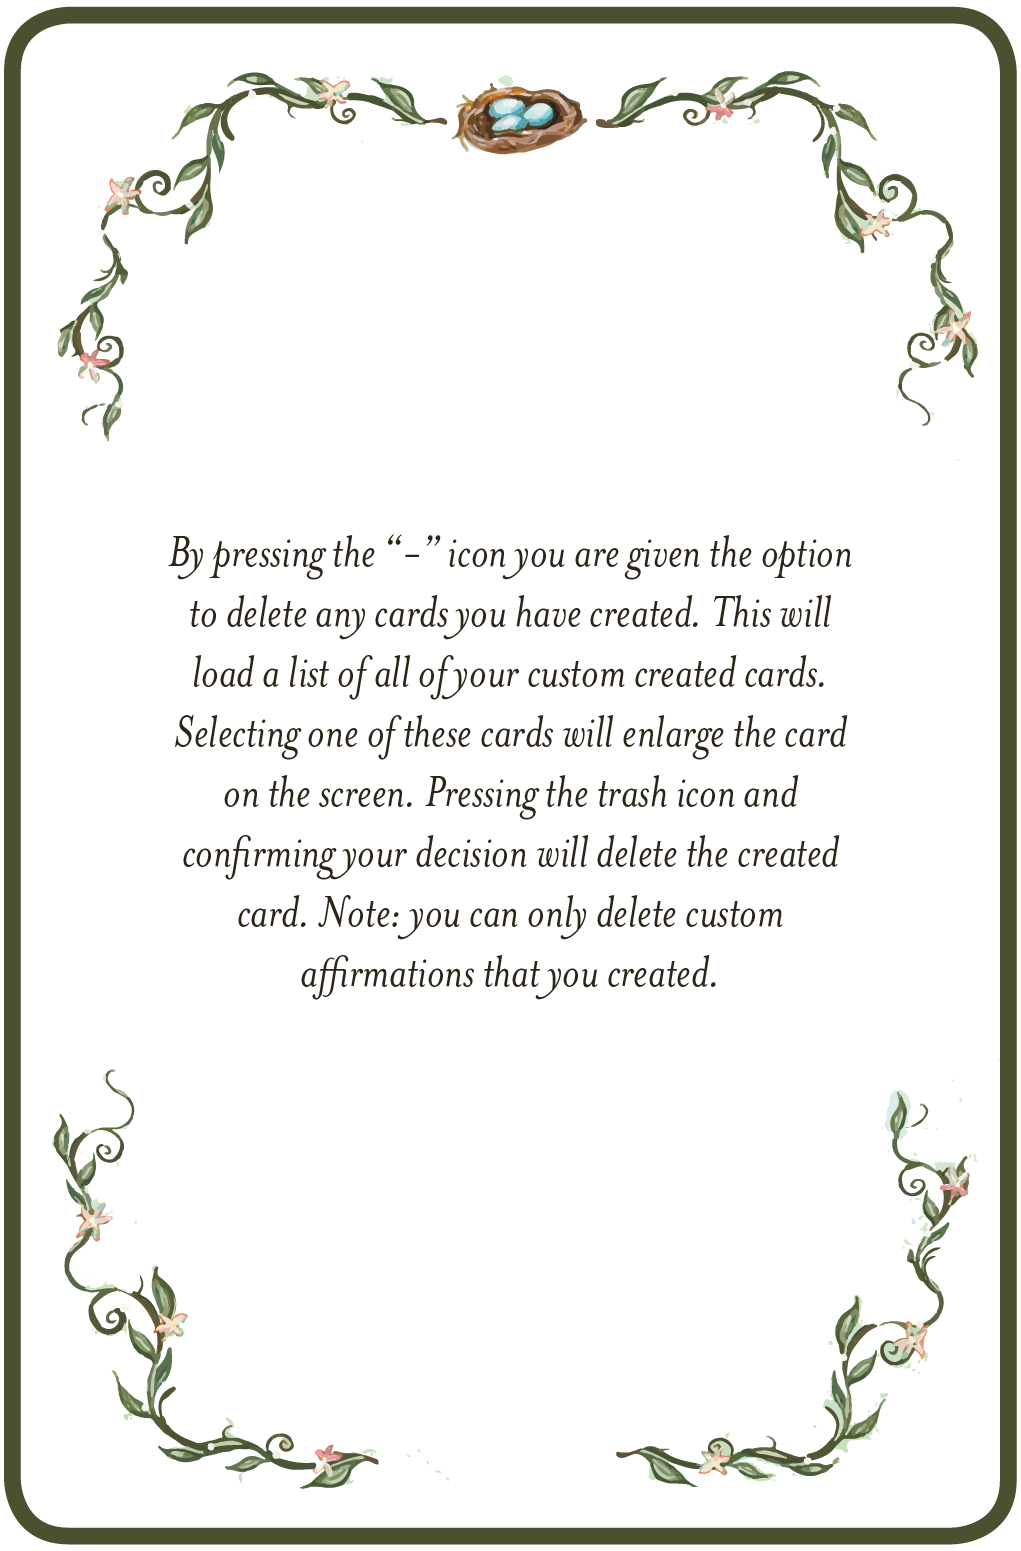 By pressing the “-” icon you are given the option
to delete any cards you have created. This will
load a list of all of your custom created cards.
Selecting one of these cards will enlarge the card
on the screen. Pressing the trash icon and
confirming your decision will delete the created
card. Note: you can only delete custom
affirmations that you created.